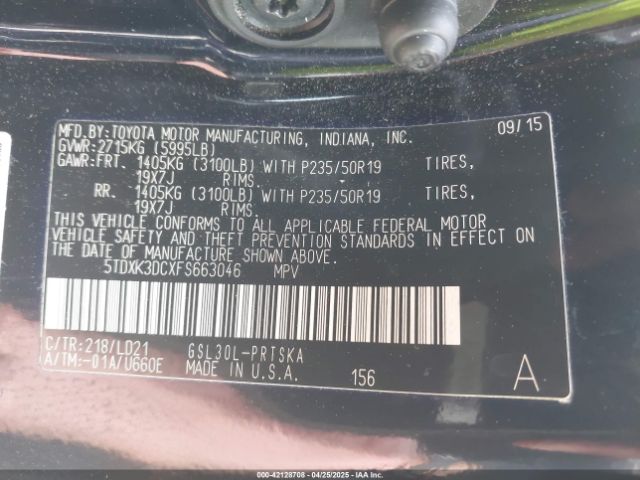 MFD.BY:TOYOTA MOTOR MANUFACTURING, INDIANA, INC. 09/15
GVWR:2715KG (5995LB)
GAWR:FRT. 1405KG (3100LB) WITH P235/50R19 TIRES,
19X7J RIMS.
RR. 1405KG (3100LB) WITH P235/50R19 TIRES,
19X7J RIMS.
THIS VEHICLE CONFORMS TO ALL APPLICABLE FEDERAL MOTOR
VEHICLE SAFETY AND THEFT PREVENTION STANDARDS IN EFFECT ON
THE DATE OF MANUFACTURE SHOWN ABOVE.
5TDXK3DCXFS663046 MPV
C/TR:218/LD21 GSL30L-PRTSKA
A/TM:-01A/U660E MADE IN U.S.A. 156 A
000-42128708 - 04/25/2025 - IAAI.COM